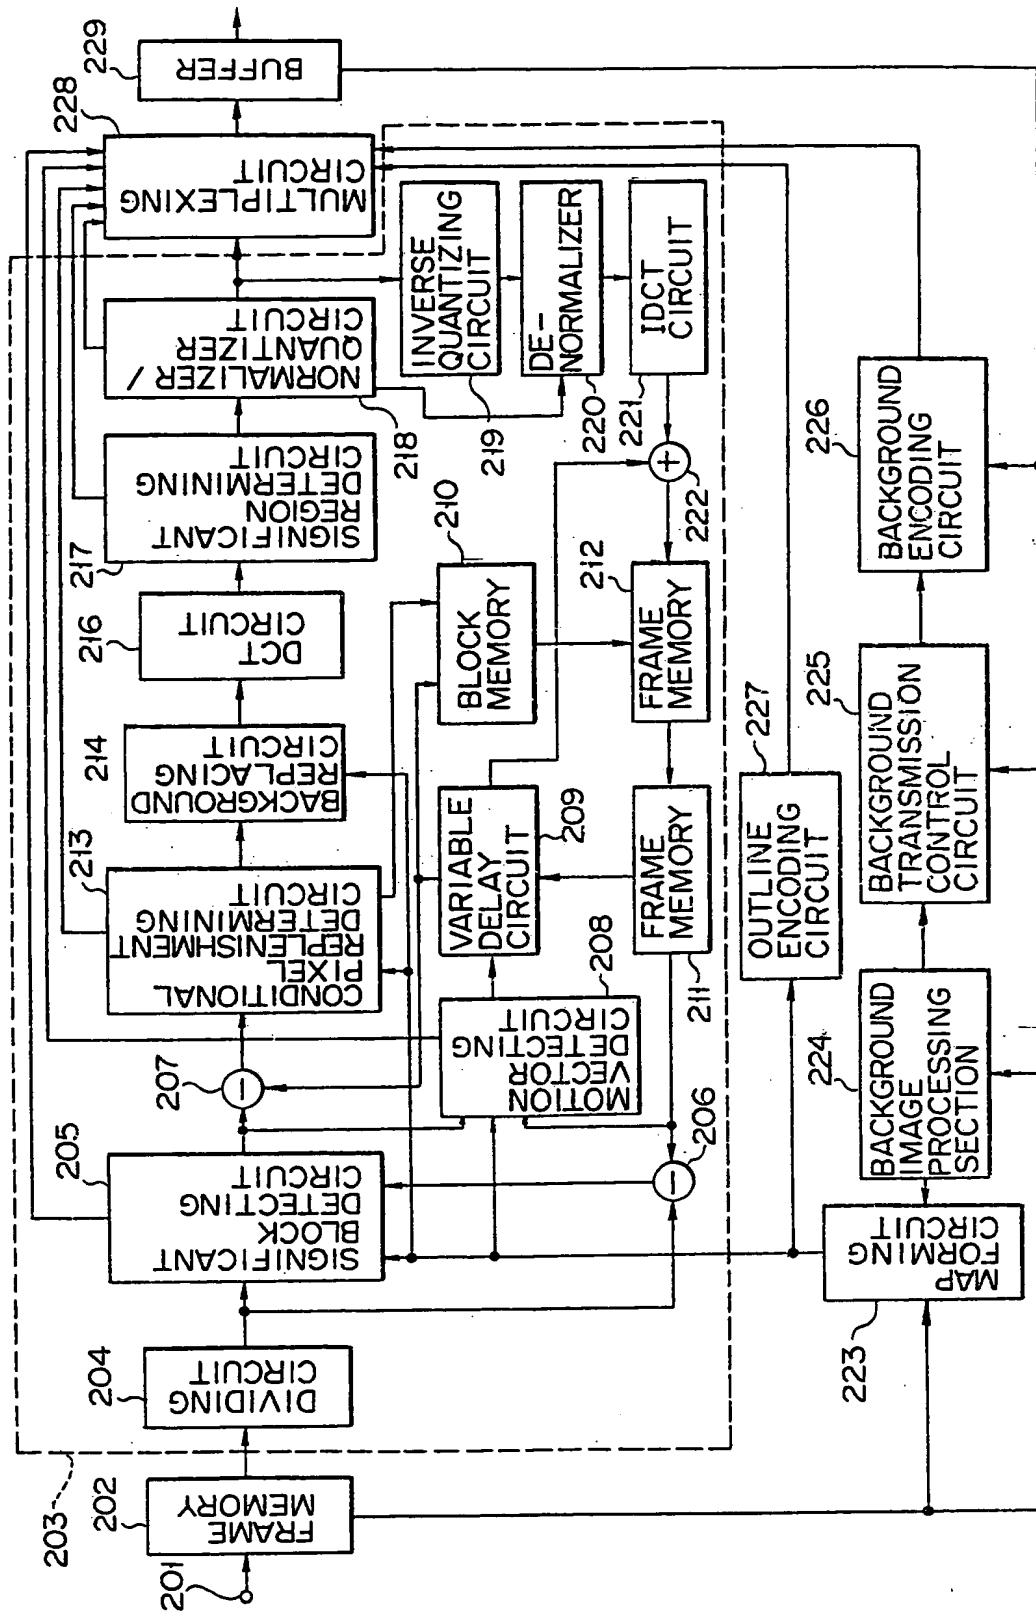 201
202
FRAME
MEMORY
203
204
DIVIDING
CIRCUIT
205
SIGNIFICANT
BLOCK
DETECTING
CIRCUIT
207
213
CONDITIONAL
PIXEL
REPLENISHMENT
DETERMINING
CIRCUIT
214
BACKGROUND
REPLACING
CIRCUIT
216
DCT
CIRCUIT
217
SIGNIFICANT
REGION
DETERMINING
CIRCUIT
218
NORMALIZER /
QUANTIZER
CIRCUIT
228
MULTIPLEXING
CIRCUIT
229
BUFFER
206
208
MOTION
VECTOR
DETECTING
CIRCUIT
209
VARIABLE
DELAY
CIRCUIT
210
BLOCK
MEMORY
211
FRAME
MEMORY
212
FRAME
MEMORY
222
219
INVERSE
QUANTIZING
CIRCUIT
220
DE-
NORMALIZER
221
IDCT
CIRCUIT
227
OUTLINE
ENCODING
CIRCUIT
223
MAP
FORMING
CIRCUIT
224
BACKGROUND
IMAGE
PROCESSING
SECTION
225
BACKGROUND
TRANSMISSION
CONTROL
CIRCUIT
226
BACKGROUND
ENCODING
CIRCUIT